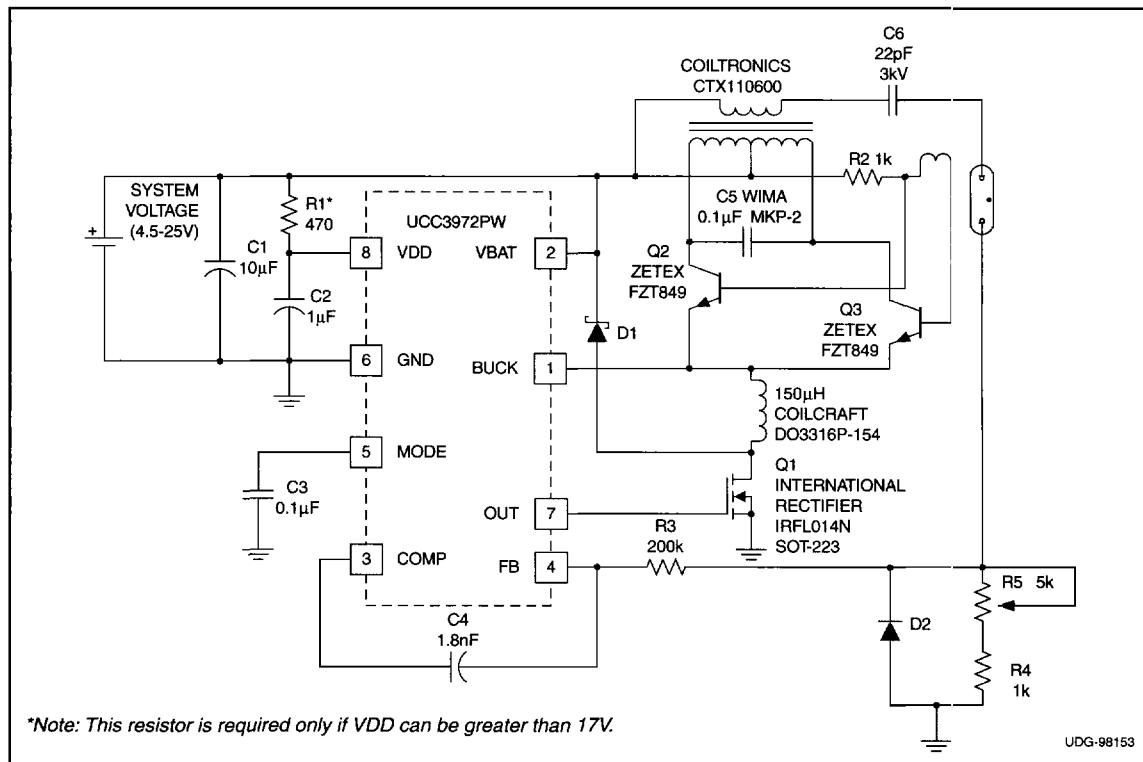 C6
22pF
3kV
COILTRONICS
CTX110600
R2 1k
SYSTEM
VOLTAGE
(4.5-25V)
+
R1*
470
UCC3972PW
C5 WIMA
0.1µF MKP-2
C1
10µF
8 VDD
VBAT 2
Q2
ZETEX
FZT849
C2
1µF
D1
Q3
ZETEX
FZT849
6 GND
BUCK 1
150µH
COILCRAFT
DO3316P-154
5 MODE
Q1
INTERNATIONAL
RECTIFIER
IRFL014N
SOT-223
C3
0.1µF
OUT 7
R3
200k
3 COMP
FB 4
R5 5k
C4
1.8nF
D2
R4
1k
*Note: This resistor is required only if VDD can be greater than 17V.
UDG-98153